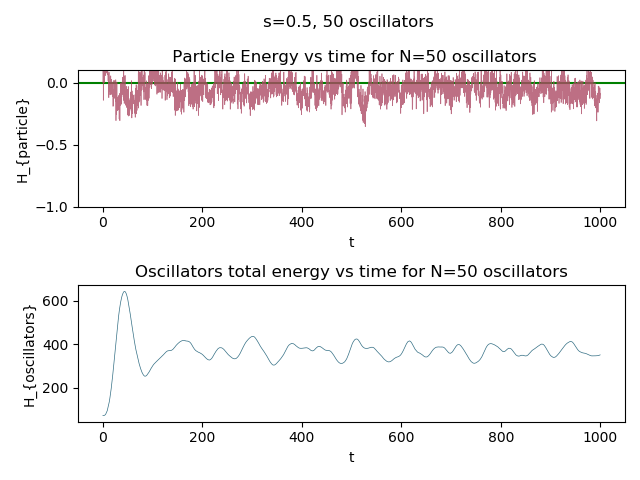 s=0.5, 50 oscillators
Particle Energy vs time for N=50 oscillators
H_{particle}
0.0
−0.5
−1.0
0 200 400 600 800 1000
t
Oscillators total energy vs time for N=50 oscillators
H_{oscillators}
600
400
200
0 200 400 600 800 1000
t